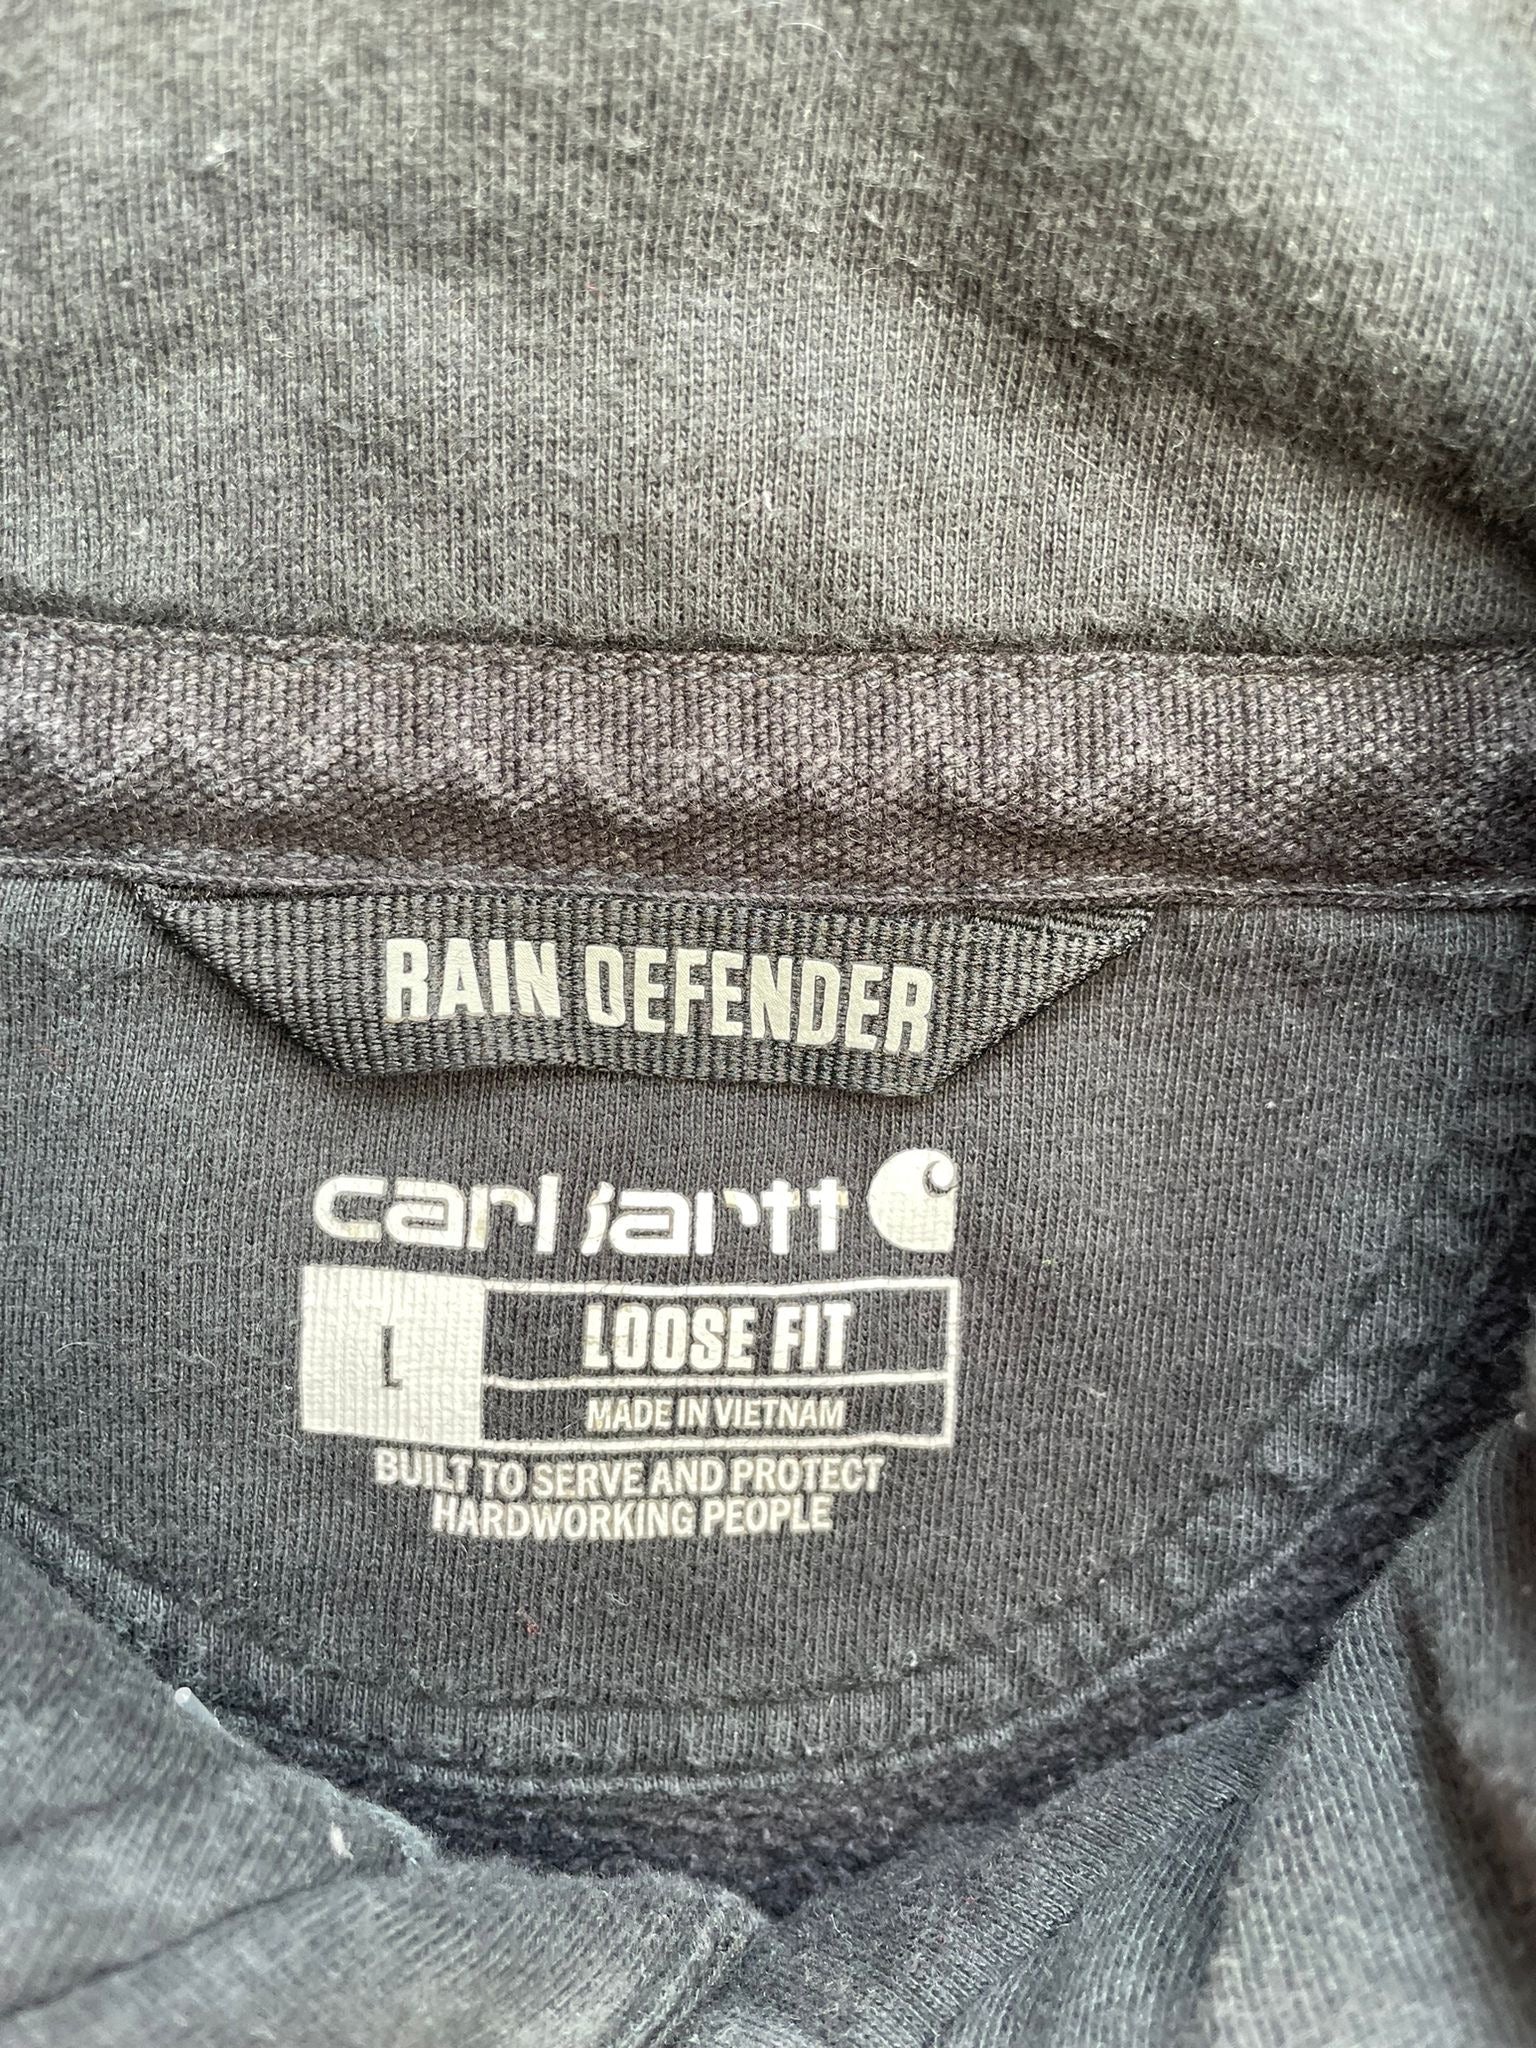 RAIN DEFENDER
carhartt
L
LOOSE FIT
MADE IN VIETNAM
BUILT TO SERVE AND PROTECT
HARDWORKING PEOPLE